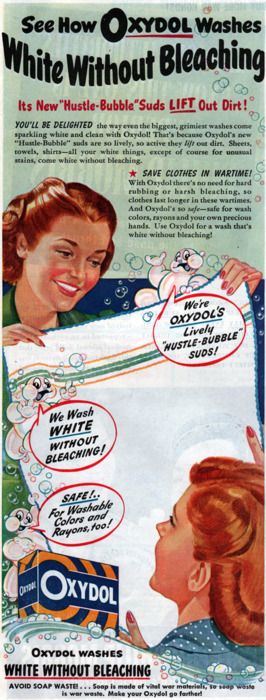 See How OXYDOL Washes
White Without Bleaching
Its New "Hustle-Bubble" Suds LIFT Out Dirt!
YOU'LL BE DELIGHTED the way even the biggest, grimiest washes come
sparkling white and clean with Oxydol! That's because Oxydol's new
"Hustle-Bubble" suds are so lively, so active they lift out dirt. Sheets,
towels, shirts—all your white things, except of course for unusual
stains, come white without bleaching.
★ SAVE CLOTHES IN WARTIME!
With Oxydol there's no need for hard
rubbing or harsh bleaching, so
clothes last longer in these wartimes.
And Oxydol's so safe—safe for wash
colors, rayons and your own precious
hands. Use Oxydol for a wash that's
white without bleaching!
We're
OXYDOL'S
Lively
"HUSTLE-BUBBLE"
SUDS!
We Wash
WHITE
WITHOUT
BLEACHING!
SAFE!..
For Washable
Colors and
Rayons, too!
OXYDOL
OXYDOL
OXYDOL WASHES
WHITE WITHOUT BLEACHING
AVOID SOAP WASTE! . . . Soap is made of vital war materials, so soap waste
is war waste. Make your Oxydol go farther!